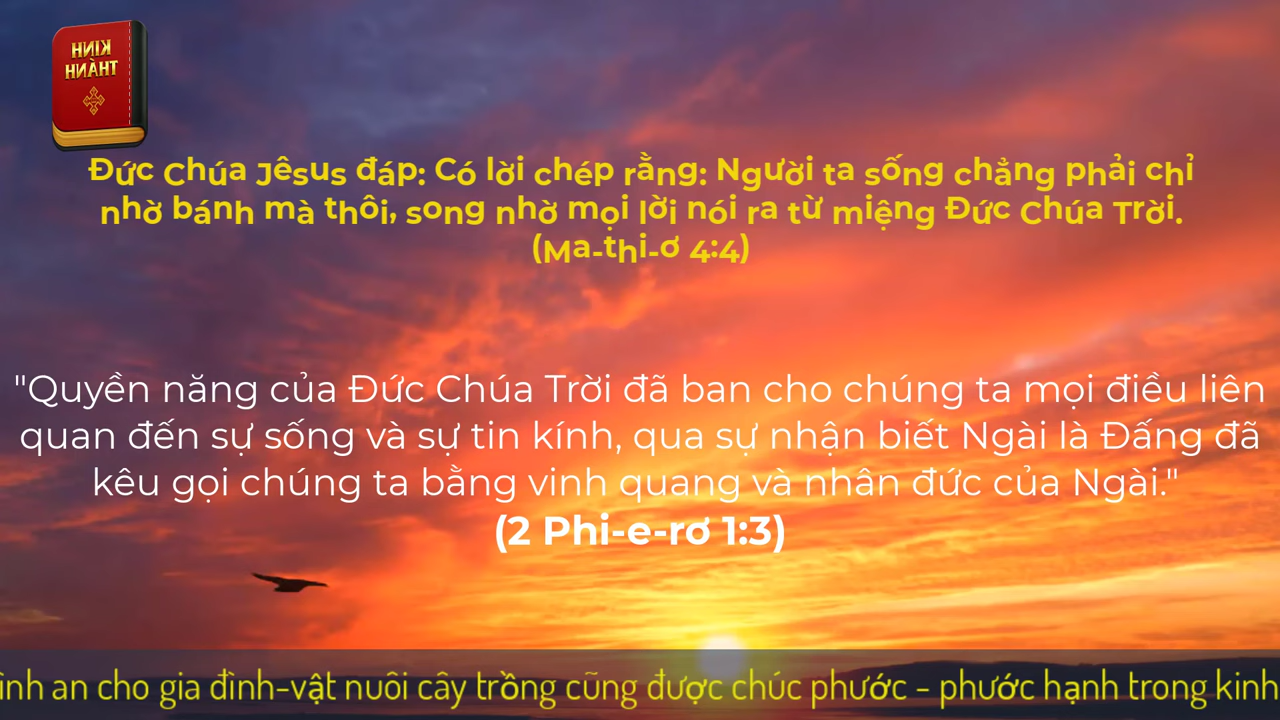 KINH
THÁNH
Đức Chúa Jêsus đáp: Có lời chép rằng: Người ta sống chẳng phải chỉ
nhờ bánh mà thôi, song nhờ mọi lời nói ra từ miệng Đức Chúa Trời.
(Ma-thi-ơ 4:4)
"Quyền năng của Đức Chúa Trời đã ban cho chúng ta mọi điều liên
quan đến sự sống và sự tin kính, qua sự nhận biết Ngài là Đấng đã
kêu gọi chúng ta bằng vinh quang và nhân đức của Ngài."
(2 Phi-e-rơ 1:3)
ình an cho gia đình-vật nuôi cây trồng cũng được chúc phước - phước hạnh trong kinh